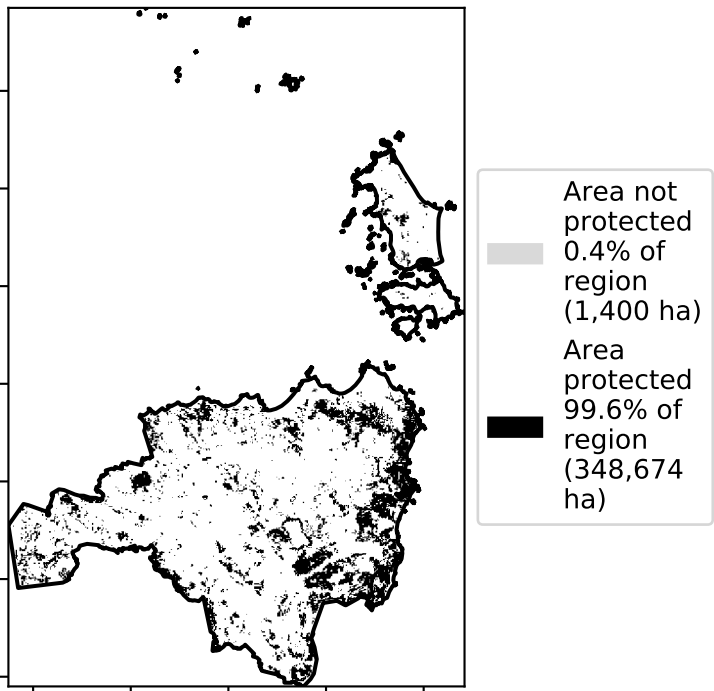 Area not
protected
0.4% of
region
(1,400 ha)
Area
protected
99.6% of
region
(348,674
ha)